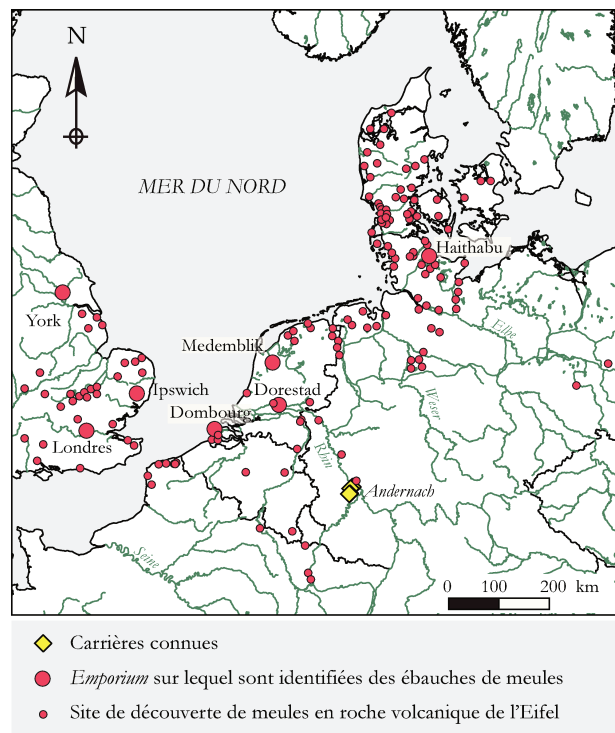 N
MER DU NORD
Haithabu
York
Elbe
Medemblik
Ipswich
Dorestad
Weser
Dombourg
Londres
Rhin
Andernach
Seine
0 100 200 km
Carrières connues
Emporium sur lequel sont identifiées des ébauches de meules
Site de découverte de meules en roche volcanique de l'Eifel